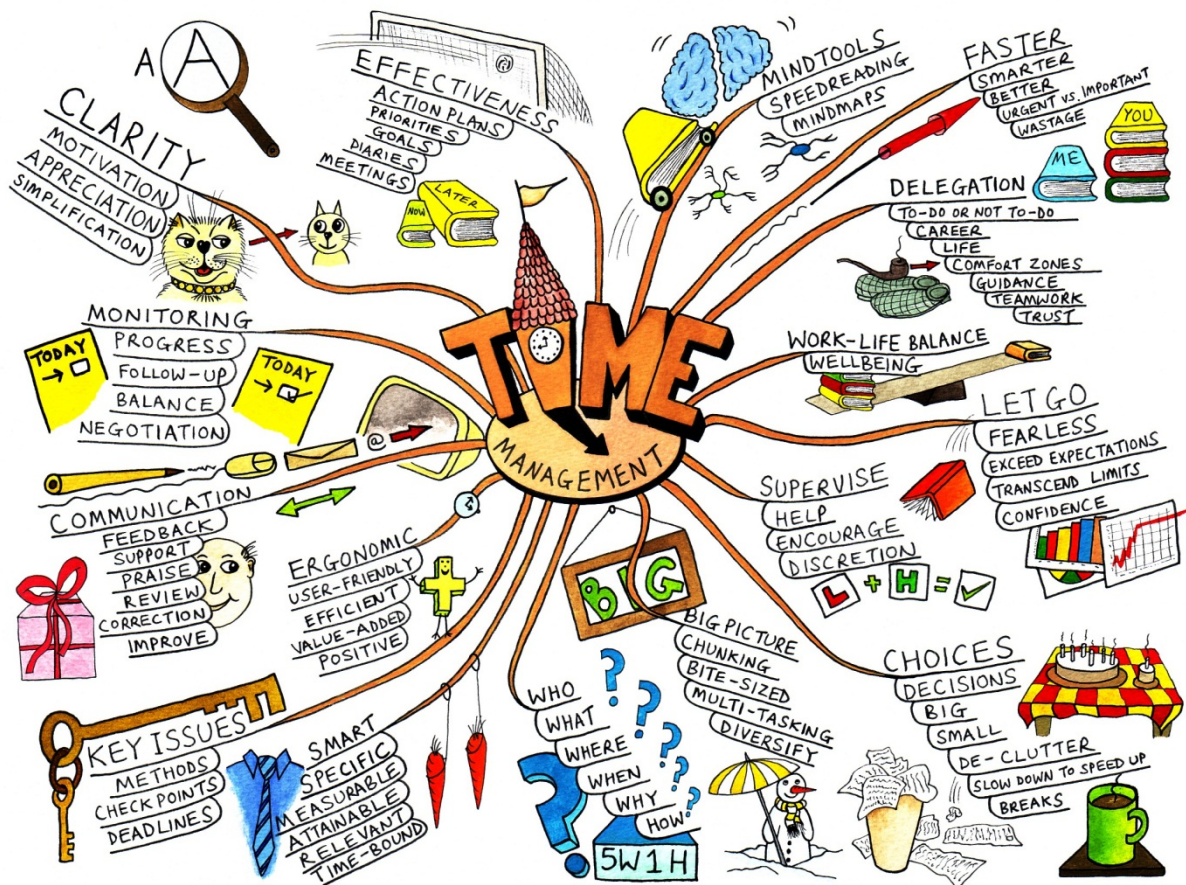 TIME
MANAGEMENT
A A
CLARITY
MOTIVATION
APPRECIATION
SIMPLIFICATION
EFFECTIVENESS
ACTION PLANS
PRIORITIES
GOALS
DIARIES
MEETINGS
NOW
LATER
MINDTOOLS
SPEEDREADING
MINDMAPS
FASTER
SMARTER
BETTER
URGENT VS. IMPORTANT
WASTAGE
ME
YOU
DELEGATION
TO-DO OR NOT TO-DO
CAREER
LIFE
COMFORT ZONES
GUIDANCE
TEAMWORK
TRUST
WORK-LIFE BALANCE
WELLBEING
LET GO
FEARLESS
EXCEED EXPECTATIONS
TRANSCEND LIMITS
CONFIDENCE
SUPERVISE
HELP
ENCOURAGE
DISCRETION
L + H =
CHOICES
DECISIONS
BIG
SMALL
DE-CLUTTER
SLOW DOWN TO SPEED UP
BREAKS
BIG
BIG PICTURE
CHUNKING
BITE-SIZED
MULTI-TASKING
DIVERSIFY
WHO
WHAT
WHERE
WHEN
WHY
HOW
? ? ? ? ? ? ?
5W1H
SMART
SPECIFIC
MEASURABLE
ATTAINABLE
RELEVANT
TIME-BOUND
KEY ISSUES
METHODS
CHECKPOINTS
DEADLINES
ERGONOMIC
USER-FRIENDLY
EFFICIENT
VALUE-ADDED
POSITIVE
COMMUNICATION
FEEDBACK
SUPPORT
PRAISE
REVIEW
CORRECTION
IMPROVE
@
MONITORING
PROGRESS
FOLLOW-UP
BALANCE
NEGOTIATION
TODAY
→
TODAY
→